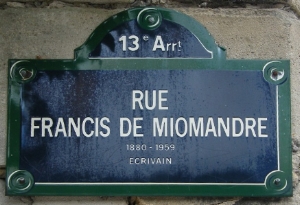 13e Arrt
RUE
FRANCIS DE MIOMANDRE
1880 - 1959
ECRIVAIN